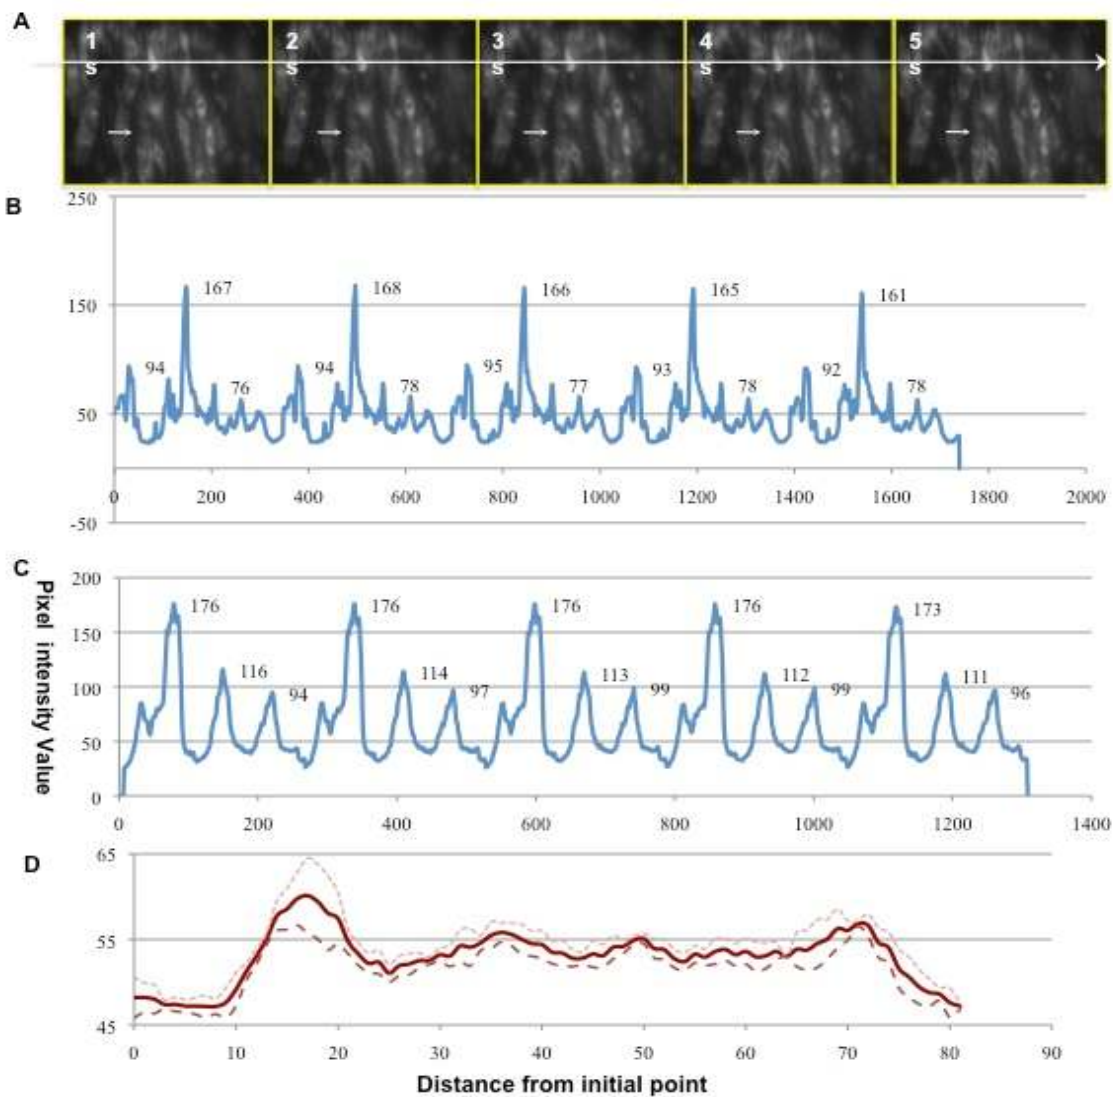 A
1 2 3 4 5
s s s s s
B
250
150
50
-50
167 168 166 165 161
94 94 95 93 92
76 78 77 78 78
0 200 400 600 800 1000 1200 1400 1600 1800 2000
C
Pixel intensity Value
200
150
100
50
0
176 176 176 176 173
116 114 113 112 111
94 97 99 99 96
0 200 400 600 800 1000 1200 1400
D
65
55
45
0 10 20 30 40 50 60 70 80 90
Distance from initial point